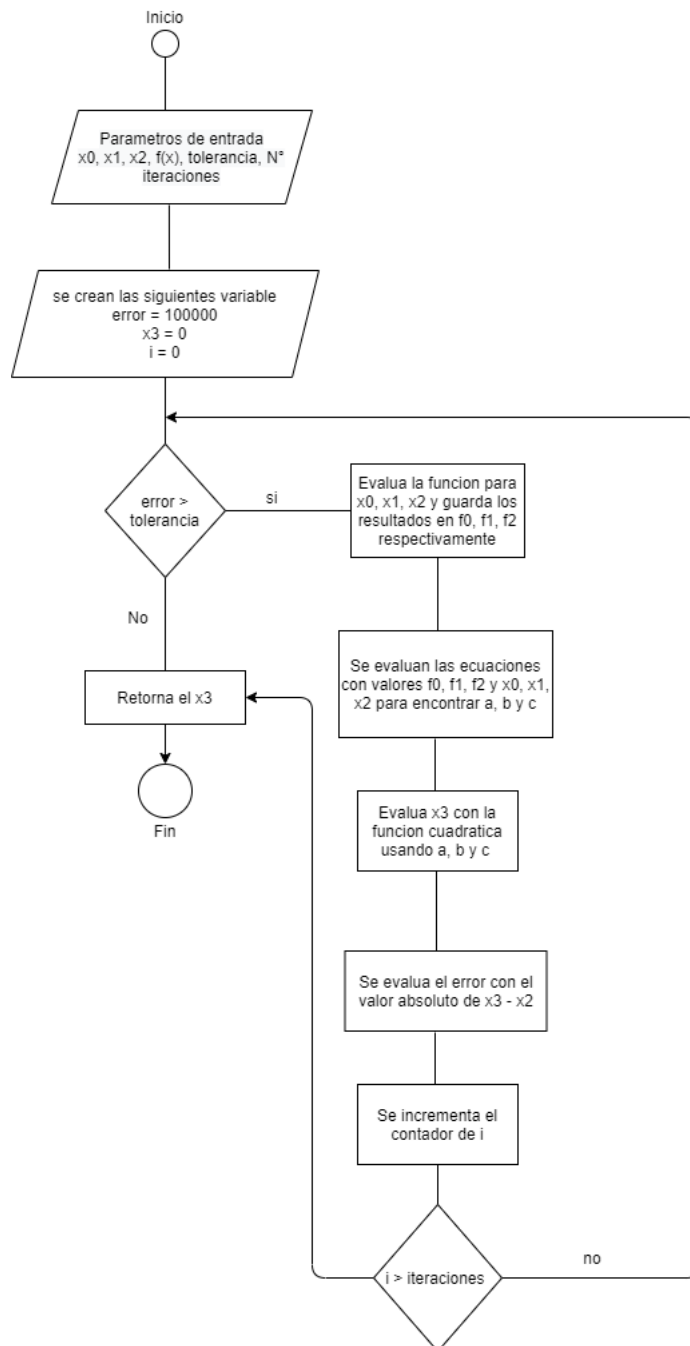 Inicio
Parametros de entrada
x0, x1, x2, f(x), tolerancia, N°
iteraciones
se crean las siguientes variable
error = 100000
x3 = 0
i = 0
error >
tolerancia
si
Evalua la funcion para
x0, x1, x2 y guarda los
resultados en f0, f1, f2
respectivamente
No
Se evaluan las ecuaciones
con valores f0, f1, f2 y x0, x1,
x2 para encontrar a, b y c
Retorna el x3
Fin
Evalua x3 con la
funcion cuadratica
usando a, b y c
Se evalua el error con el
valor absoluto de x3 - x2
Se incrementa el
contador de i
i > iteraciones
no